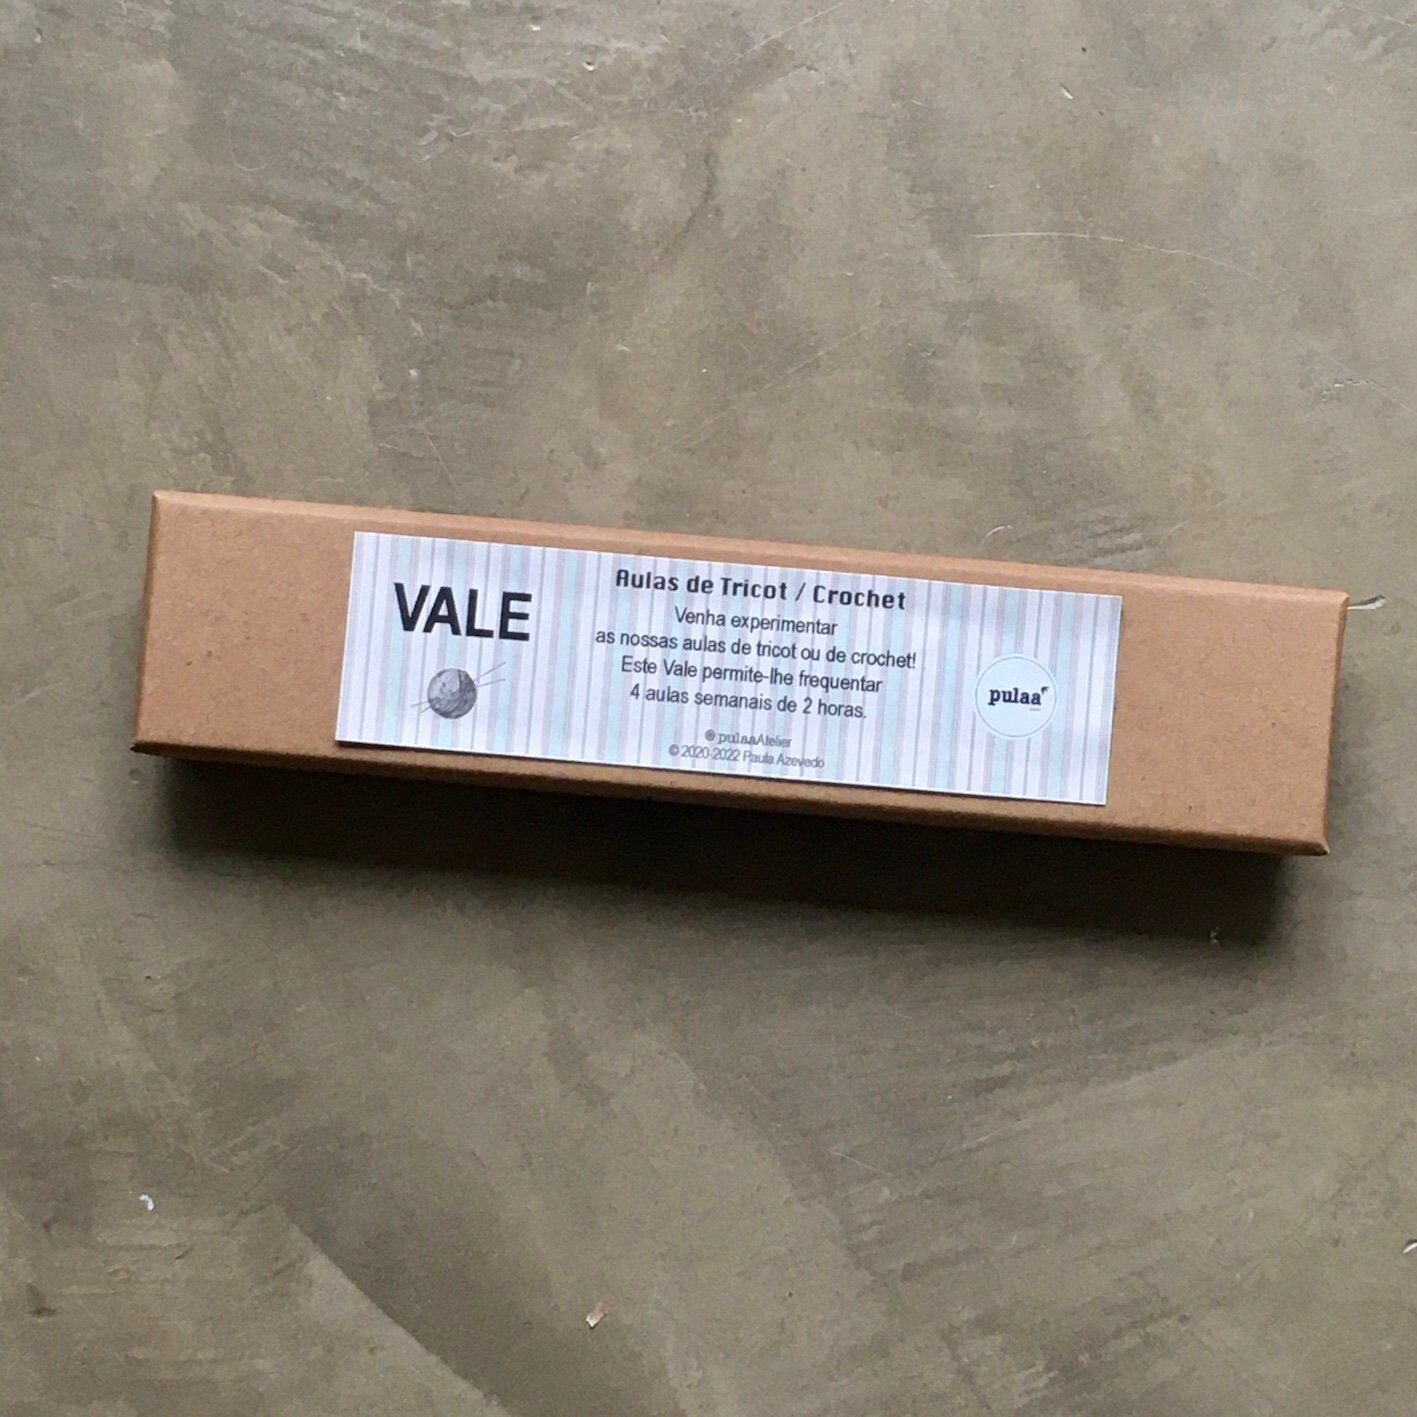 VALE
Aulas de Tricot / Crochet
Venha experimentar
as nossas aulas de tricot ou de crochet!
Este Vale permite-lhe frequentar
4 aulas semanais de 2 horas.
® pulaaAtelier
© 2020-2022 Paula Azevedo
pulaa